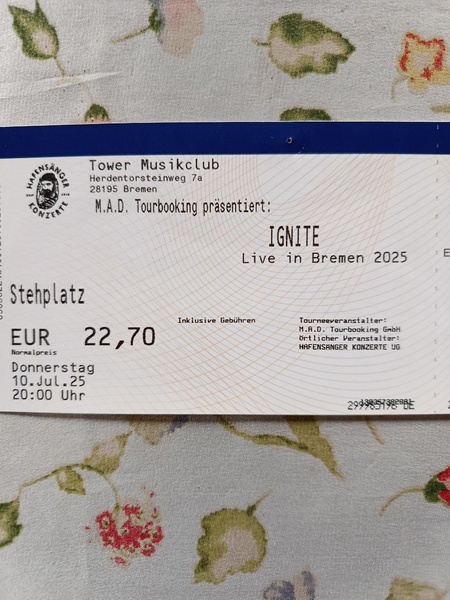 HAFENSÄNGER
KONZERTE
Tower Musikclub
Herdentorsteinweg 7a
28195 Bremen
M.A.D. Tourbooking präsentiert:
IGNITE
Live in Bremen 2025
Stehplatz
EUR 22,70
Normalpreis
Inklusive Gebühren
Tourneeveranstalter:
M.A.D. Tourbooking GmbH
Örtlicher Veranstalter:
HAFENSÄNGER KONZERTE UG
Donnerstag
10.Jul.25
20:00 Uhr